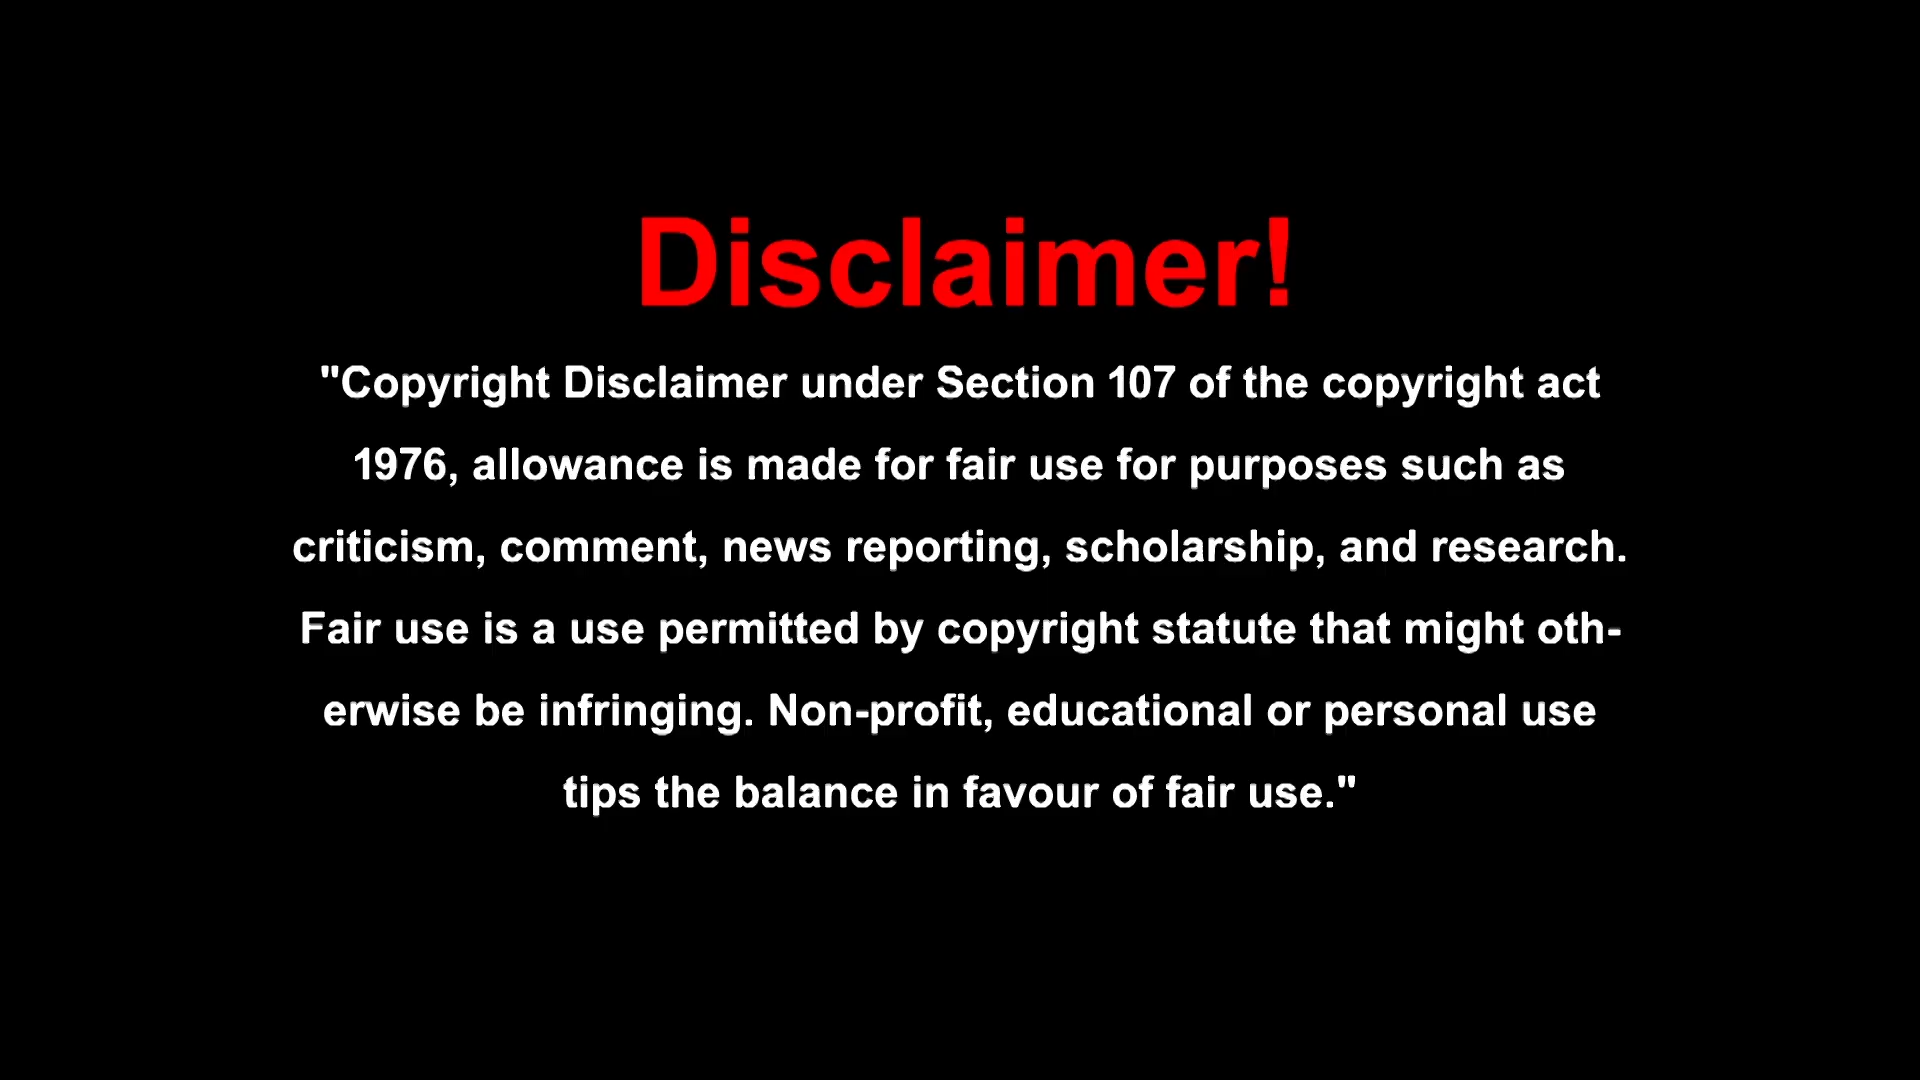 Disclaimer!
"Copyright Disclaimer under Section 107 of the copyright act
1976, allowance is made for fair use for purposes such as
criticism, comment, news reporting, scholarship, and research.
Fair use is a use permitted by copyright statute that might oth-
erwise be infringing. Non-profit, educational or personal use
tips the balance in favour of fair use."